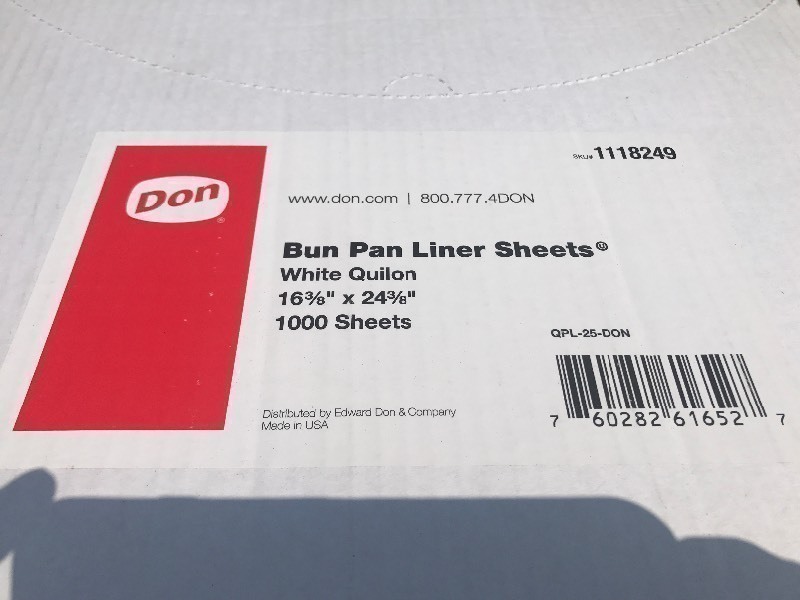 SKU# 1118249
Don®
www.don.com | 800.777.4DON
Bun Pan Liner Sheets Ⓤ
White Quilon
16⅜" x 24⅜"
1000 Sheets
QPL-25-DON
Distributed by Edward Don & Company
Made in USA
7 60282 61652 7